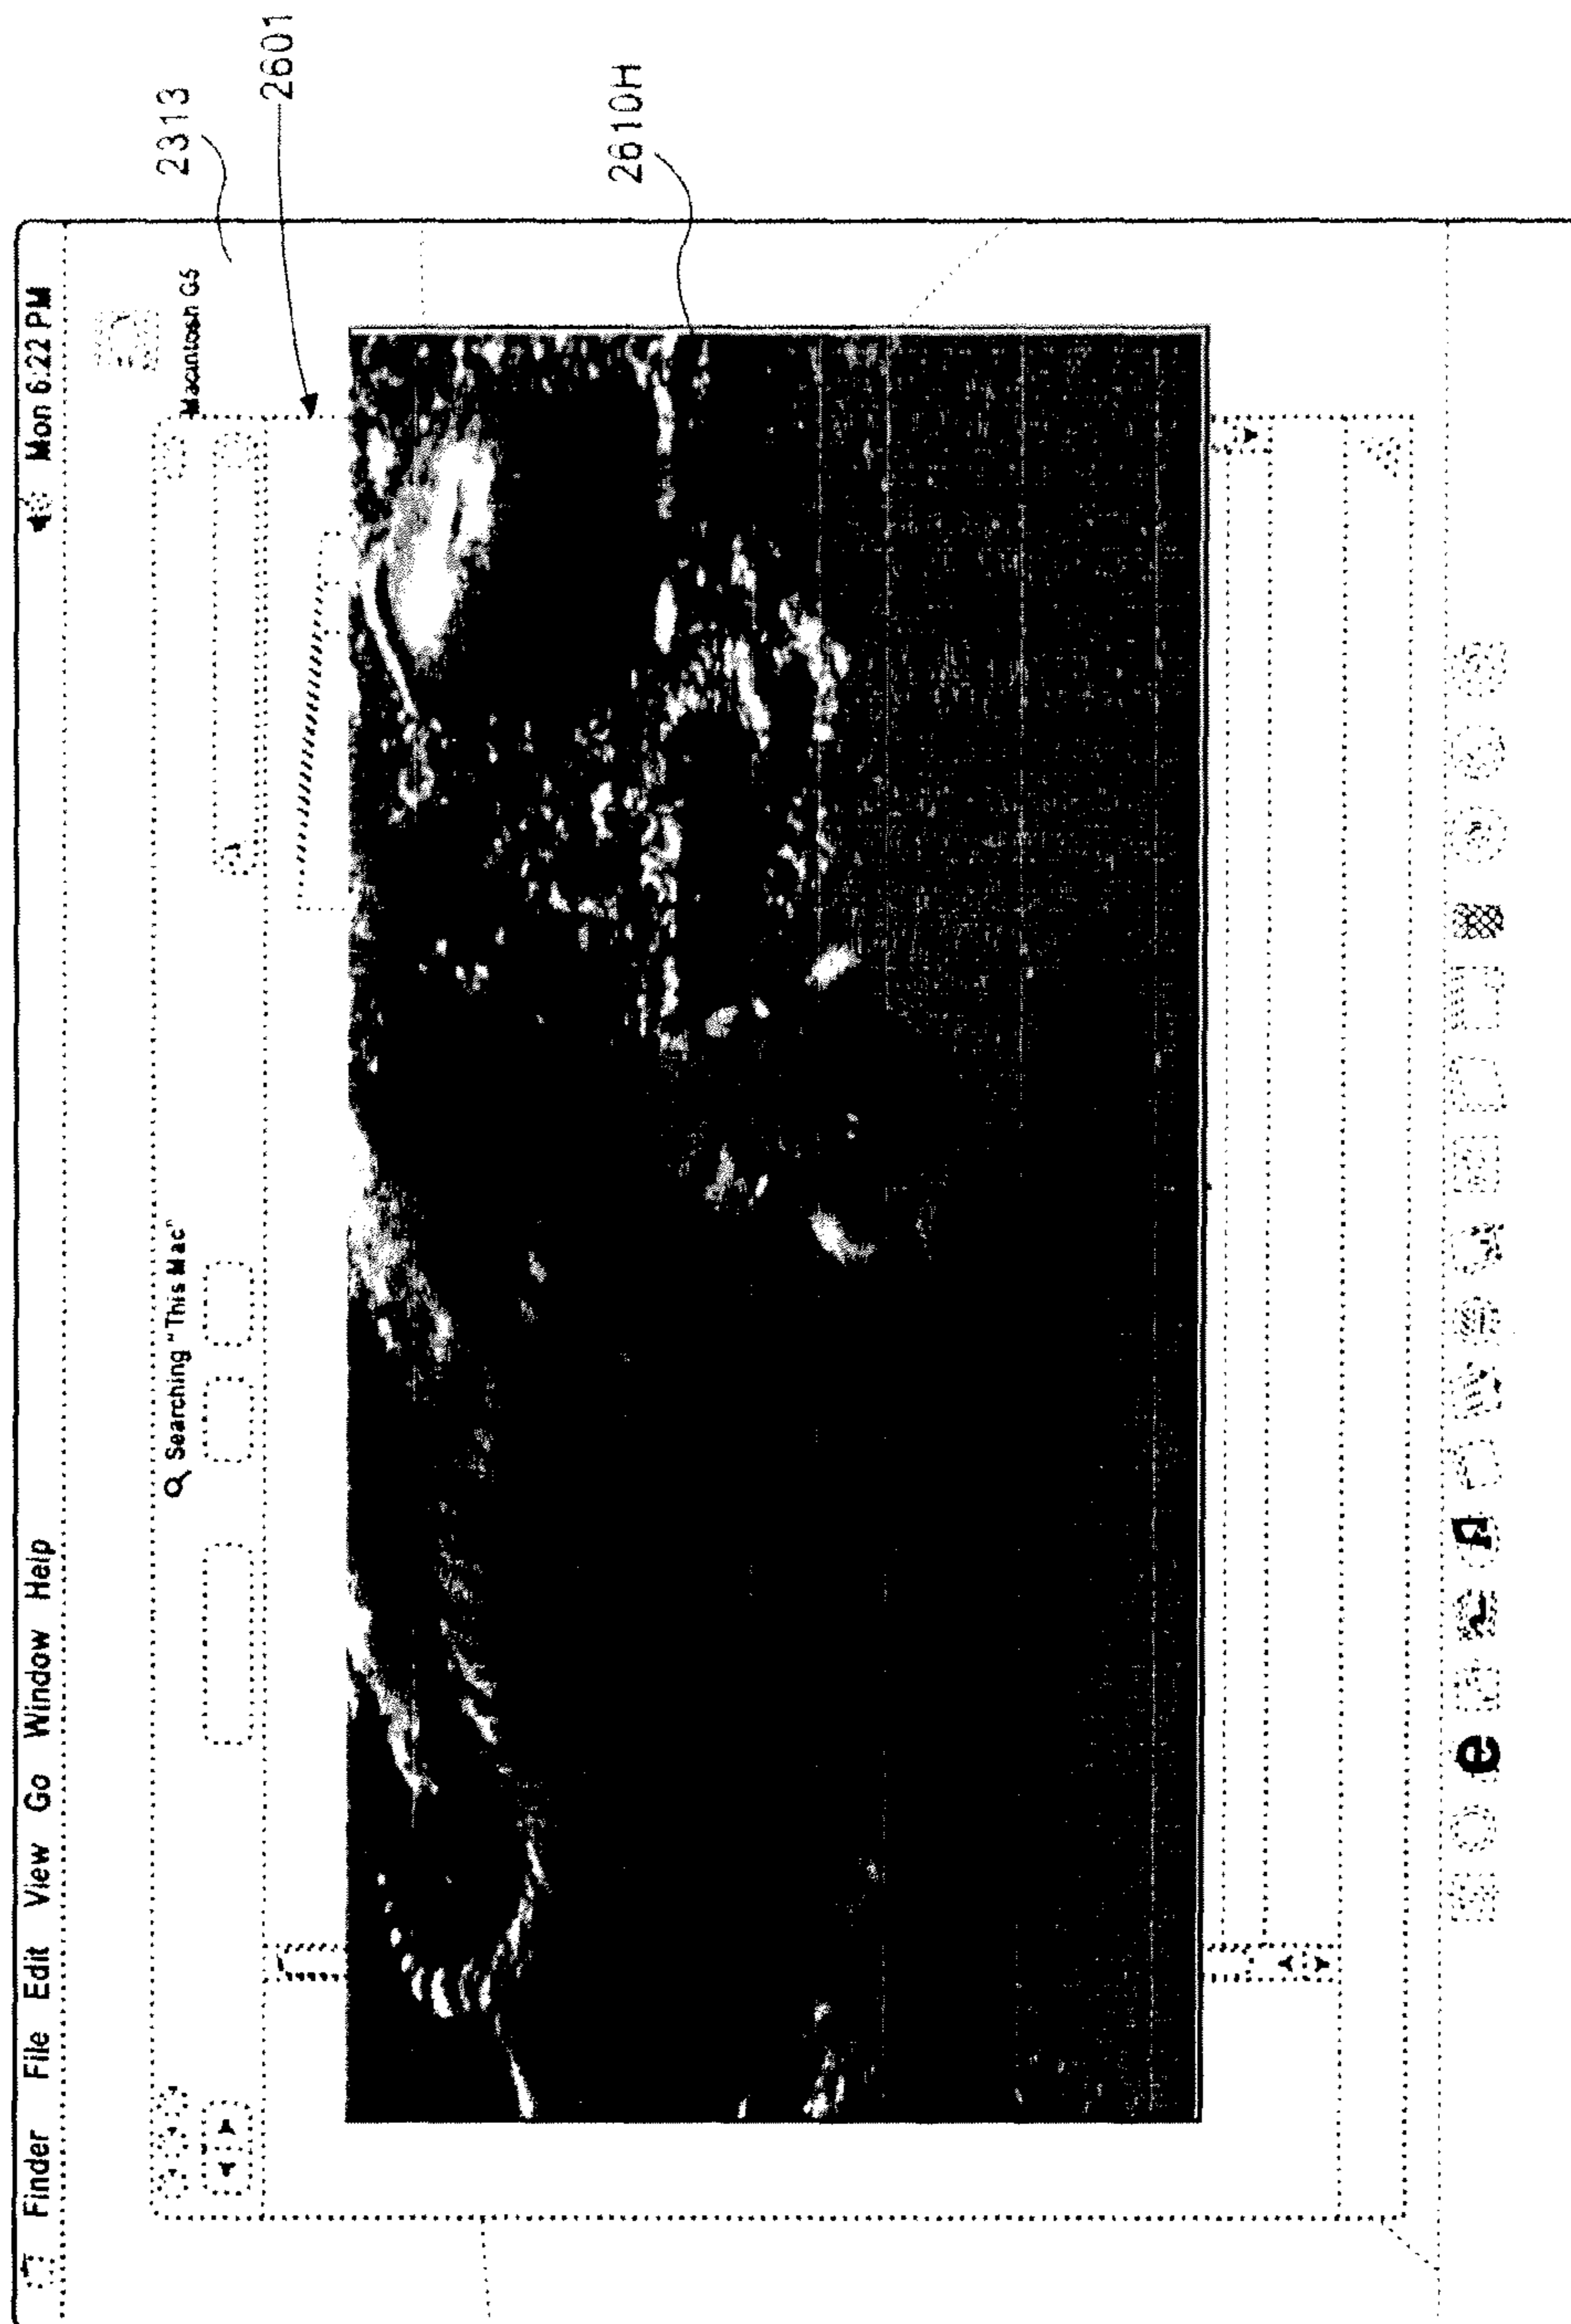 Finder File Edit View Go Window Help Mon 6:22 PM
2313
Macintosh G5
Searching "This Mac"
2601
2610H
e